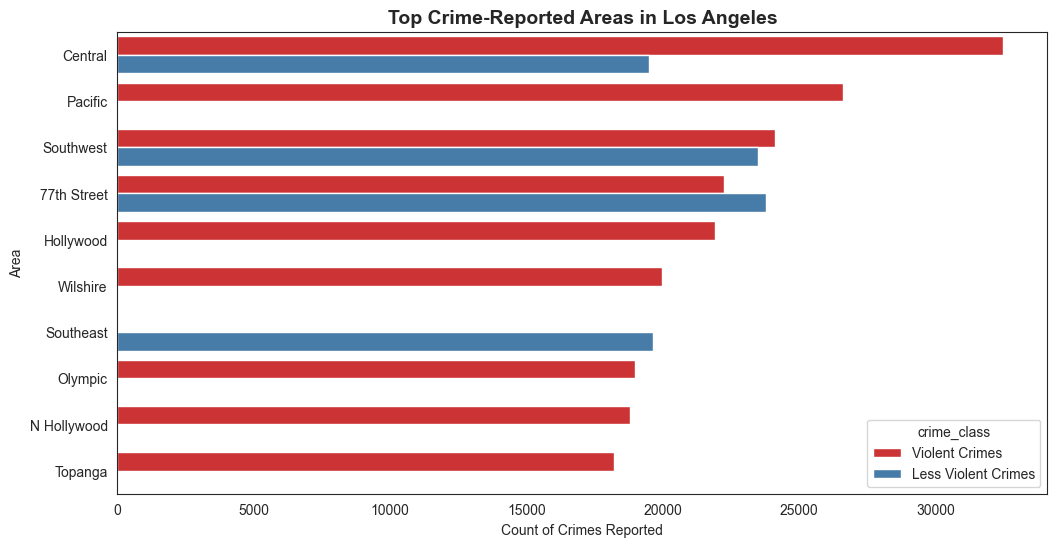 Top Crime-Reported Areas in Los Angeles
Area
Central
Pacific
Southwest
77th Street
Hollywood
Wilshire
Southeast
Olympic
N Hollywood
Topanga
crime_class
Violent Crimes
Less Violent Crimes
0 5000 10000 15000 20000 25000 30000
Count of Crimes Reported